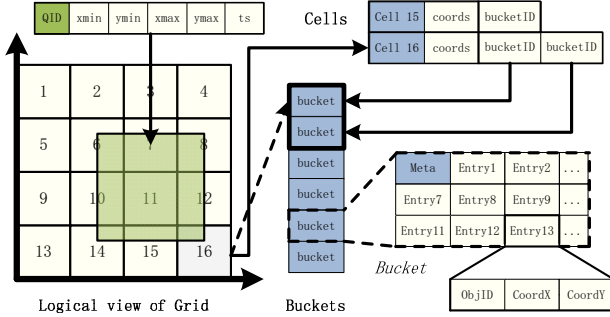 QID xmin ymin xmax ymax ts
Cells
Cell 15 coords bucketID
Cell 16 coords bucketID bucketID
1 2 3 4
5 6 7 8
9 10 11 12
13 14 15 16
Logical view of Grid
bucket
bucket
bucket
bucket
bucket
bucket
Buckets
Meta Entry1 Entry2 ...
Entry7 Entry8 Entry9 ...
Entry11 Entry12 Entry13 ...
Bucket
ObjID CoordX CoordY